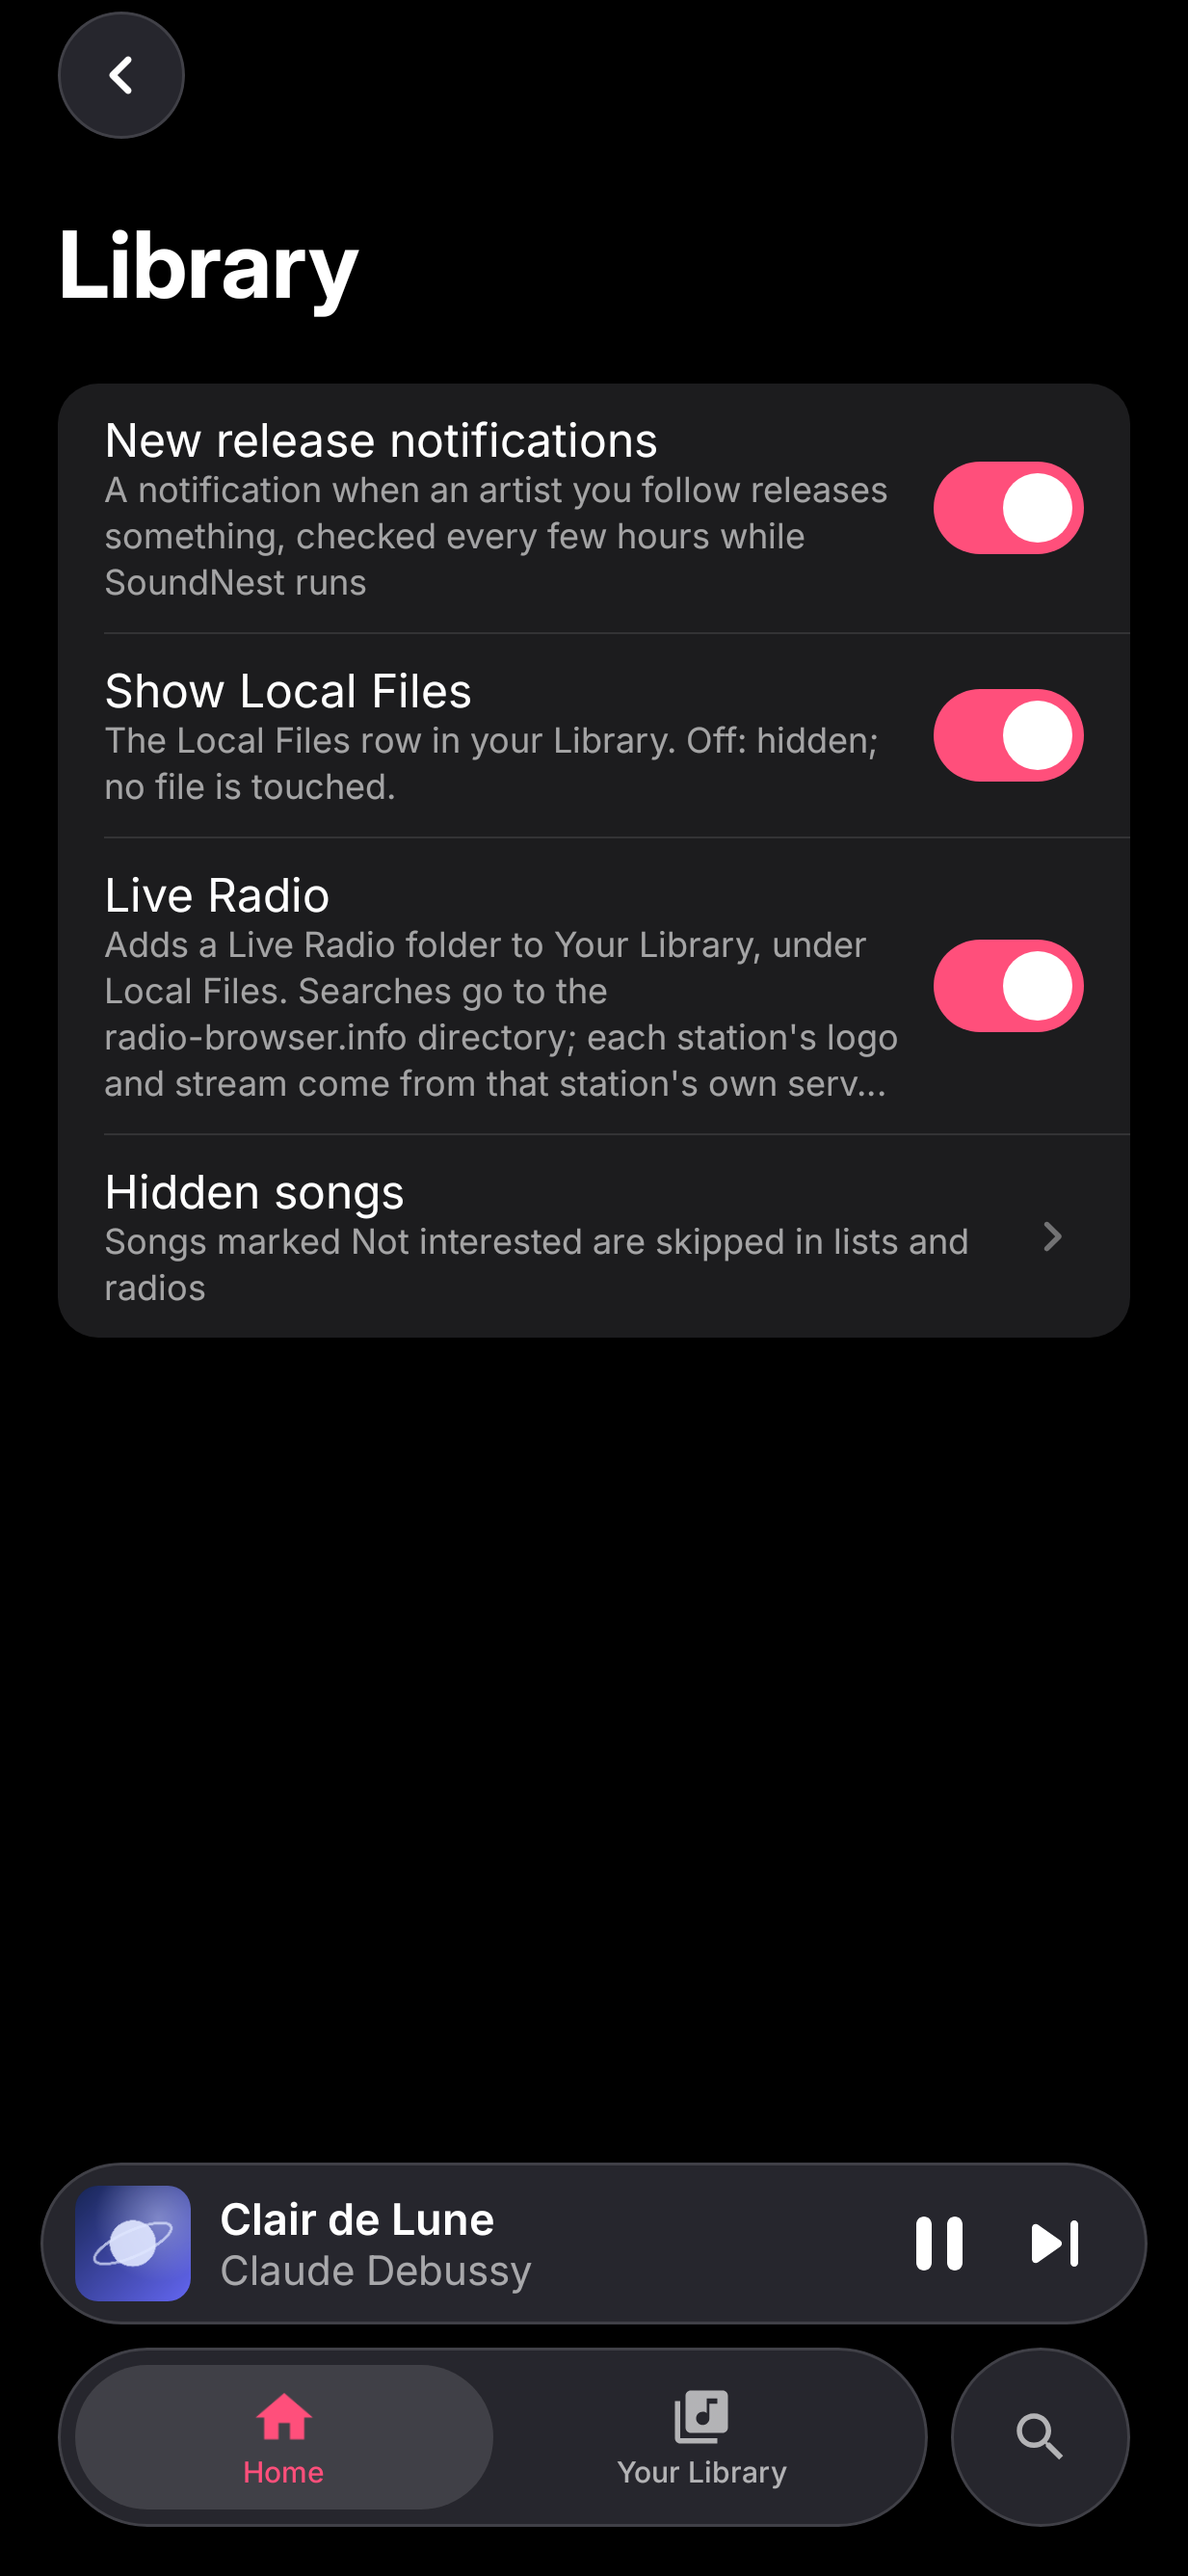 Library
New release notifications
A notification when an artist you follow releases
something, checked every few hours while
SoundNest runs
Show Local Files
The Local Files row in your Library. Off: hidden;
no file is touched.
Live Radio
Adds a Live Radio folder to Your Library, under
Local Files. Searches go to the
radio-browser.info directory; each station's logo
and stream come from that station's own serv...
Hidden songs
Songs marked Not interested are skipped in lists and
radios
Clair de Lune
Claude Debussy
Home
Your Library